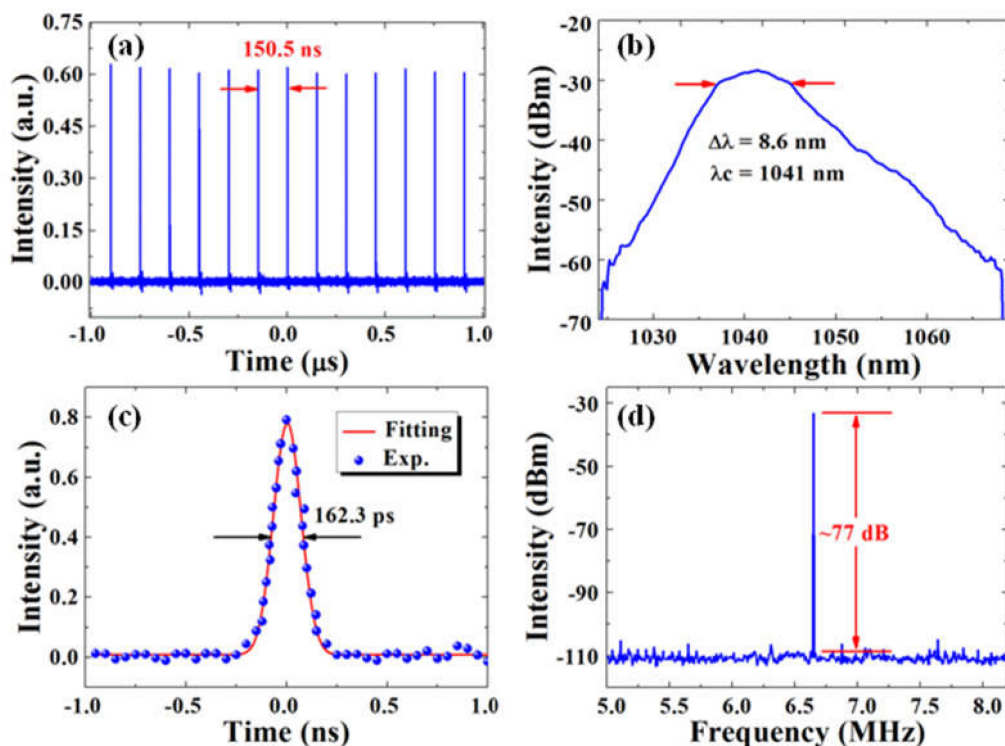 (a)
150.5 ns
0.75
0.60
0.45
0.30
0.15
0.00
Intensity (a.u.)
-1.0
-0.5
0.0
0.5
1.0
Time (μs)
(b)
Δλ = 8.6 nm
λc = 1041 nm
-20
-30
-40
-50
-60
-70
Intensity (dBm)
1030
1040
1050
1060
Wavelength (nm)
(c)
Fitting
Exp.
162.3 ps
0.8
0.6
0.4
0.2
0.0
Intensity (a.u.)
-1.0
-0.5
0.0
0.5
1.0
Time (ns)
(d)
~77 dB
-30
-50
-70
-90
-110
Intensity (dBm)
5.0
5.5
6.0
6.5
7.0
7.5
8.0
Frequency (MHz)